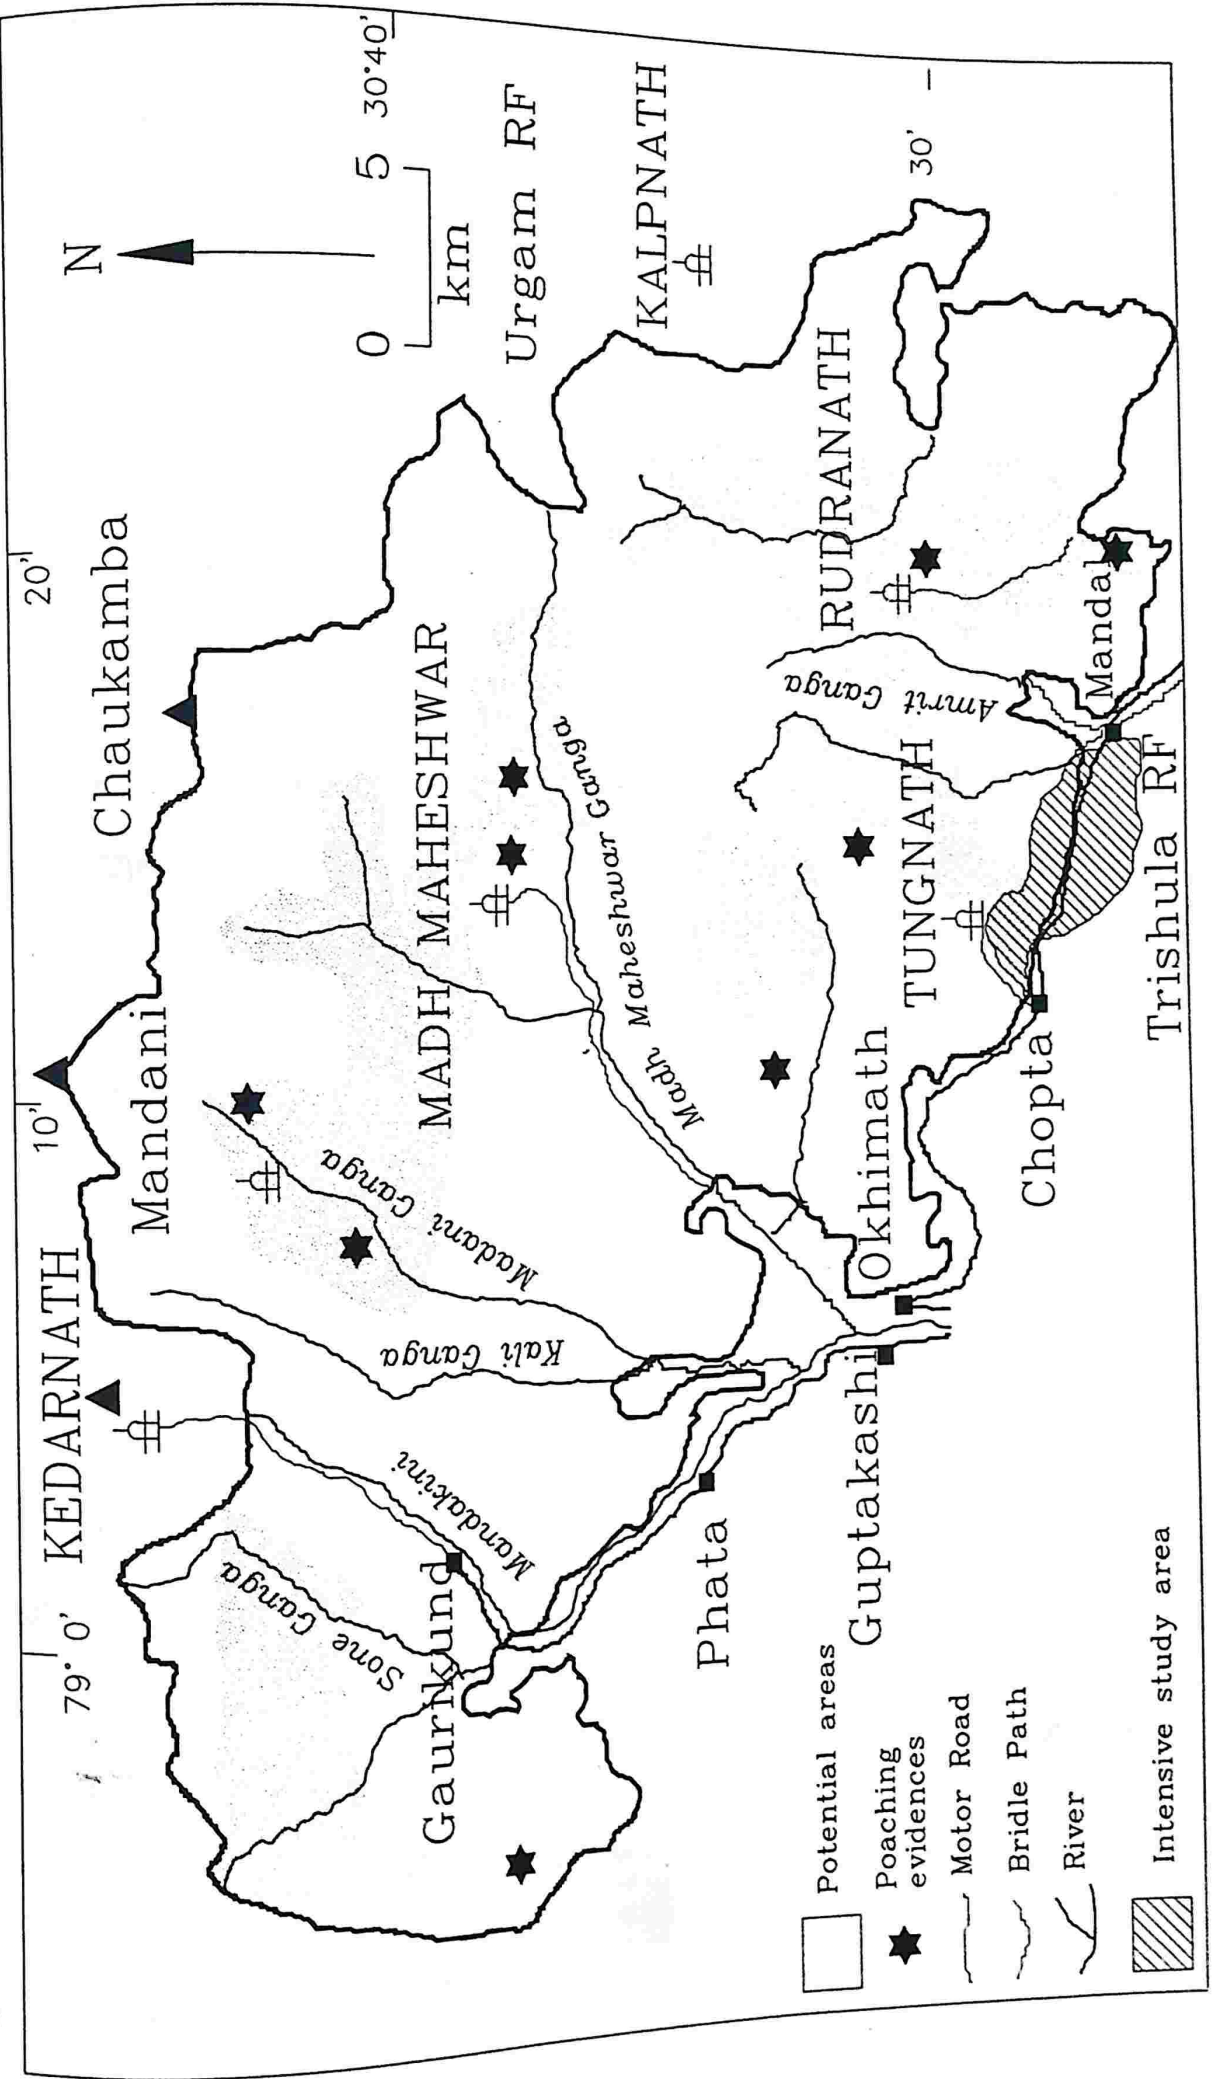 79° 0'
10'
20'
KEDARNATH
Mandani
Chaukamba
N
30°40'
0 5
km
Urgam RF
KALPNATH
30'
Some Ganga
Gaurikund
Mandakini
Kali Ganga
Madani Ganga
MADH MAHESHWAR
Madh Maheshwar Ganga
RUDRANATH
Amrit Ganga
TUNGNATH
Mandal
Phata
Guptakashi
Okhimath
Chopta
Trishula RF
Potential areas
Poaching
evidences
Motor Road
Bridle Path
River
Intensive study area